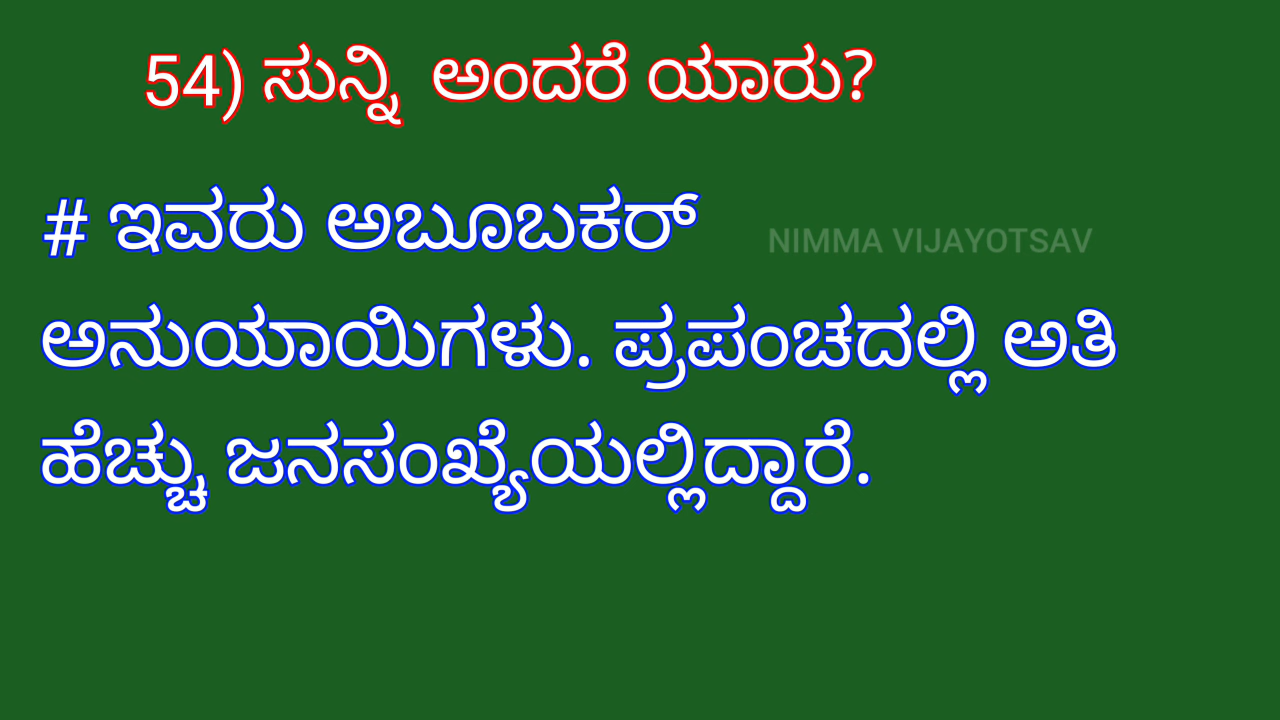 54) ಸುನ್ನಿ ಅಂದರೆ ಯಾರು?
# ಇವರು ಅಬೂಬಕರ್
NIMMA VIJAYOTSAV
ಅನುಯಾಯಿಗಳು. ಪ್ರಪಂಚದಲ್ಲಿ ಅತಿ
ಹೆಚ್ಚು ಜನಸಂಖ್ಯೆಯಲ್ಲಿದ್ದಾರೆ.